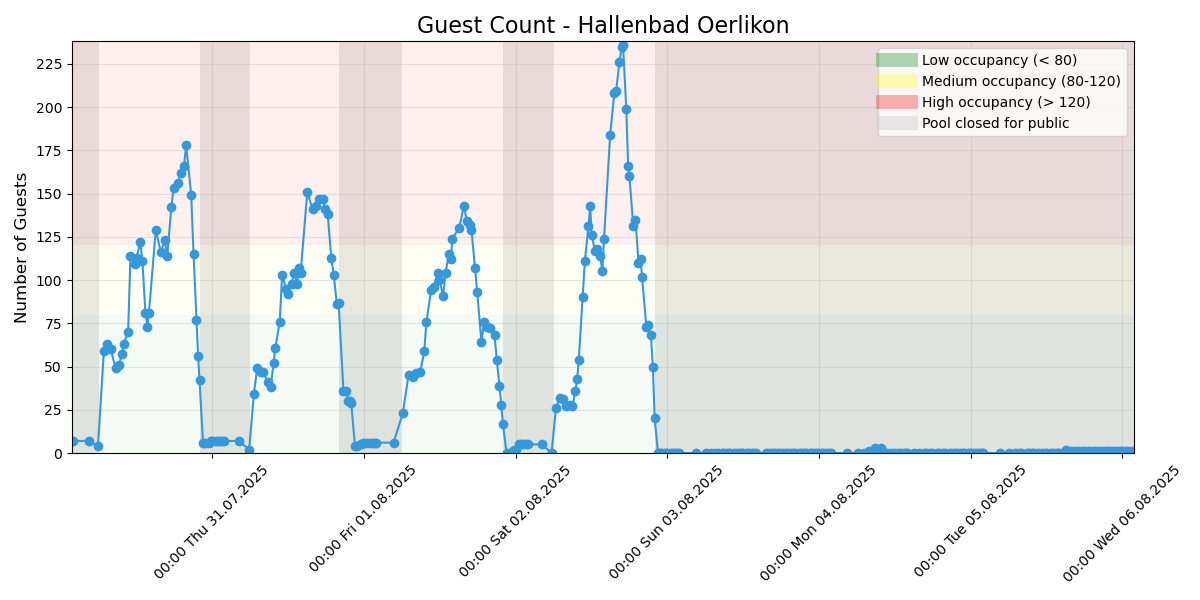 Guest Count - Hallenbad Oerlikon
Low occupancy (< 80)
Medium occupancy (80-120)
High occupancy (> 120)
Pool closed for public
Number of Guests
225
200
175
150
125
100
75
50
25
0
00:00 Thu 31.07.2025
00:00 Fri 01.08.2025
00:00 Sat 02.08.2025
00:00 Sun 03.08.2025
00:00 Mon 04.08.2025
00:00 Tue 05.08.2025
00:00 Wed 06.08.2025